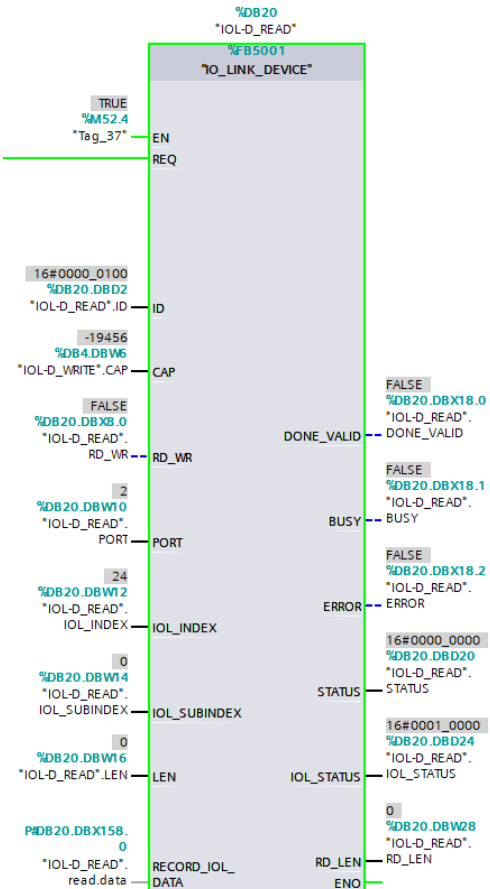 %DB20
"IOL-D_READ"
%FB5001
"IO_LINK_DEVICE"
TRUE
%M52.4
"Tag_37"
EN
REQ
16#0000_0100
%DB20.DBD2
"IOL-D_READ".ID
ID
-19456
%DB4.DBW6
"IOL-D_WRITE".CAP
CAP
FALSE
%DB20.DBX8.0
"IOL-D_READ".
RD_WR
RD_WR
2
%DB20.DBW10
"IOL-D_READ".
PORT
PORT
24
%DB20.DBW12
"IOL-D_READ".
IOL_INDEX
IOL_INDEX
0
%DB20.DBW14
"IOL-D_READ".
IOL_SUBINDEX
IOL_SUBINDEX
0
%DB20.DBW16
"IOL-D_READ".LEN
LEN
P#DB20.DBX158.
0
"IOL-D_READ".
read.data
RECORD_IOL_
DATA
FALSE
%DB20.DBX18.0
"IOL-D_READ".
DONE_VALID
DONE_VALID
FALSE
%DB20.DBX18.1
"IOL-D_READ".
BUSY
BUSY
FALSE
%DB20.DBX18.2
"IOL-D_READ".
ERROR
ERROR
16#0000_0000
%DB20.DBD20
"IOL-D_READ".
STATUS
STATUS
16#0001_0000
%DB20.DBD24
"IOL-D_READ".
IOL_STATUS
IOL_STATUS
0
%DB20.DBW28
"IOL-D_READ".
RD_LEN
RD_LEN
ENO